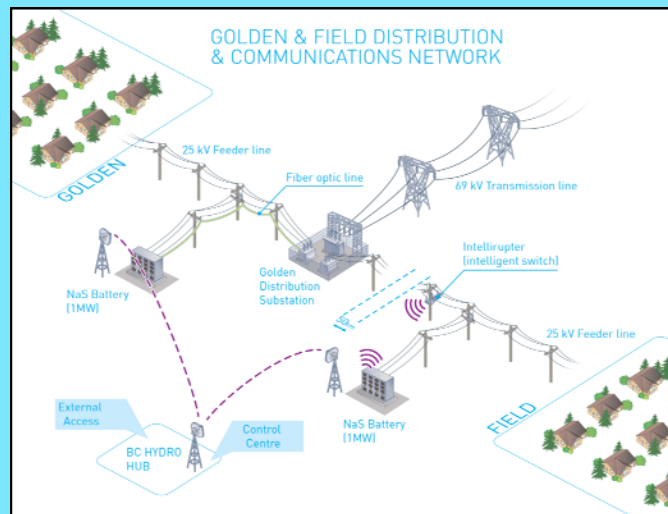 GOLDEN & FIELD DISTRIBUTION
& COMMUNICATIONS NETWORK
25 kV Feeder line
Fiber optic line
69 kV Transmission line
GOLDEN
Intellirupter
(intelligent switch)
NaS Battery
(1MW)
Golden
Distribution
Substation
50km
25 kV Feeder line
NaS Battery
(1MW)
External
Access
Control
Centre
BC HYDRO
HUB
FIELD